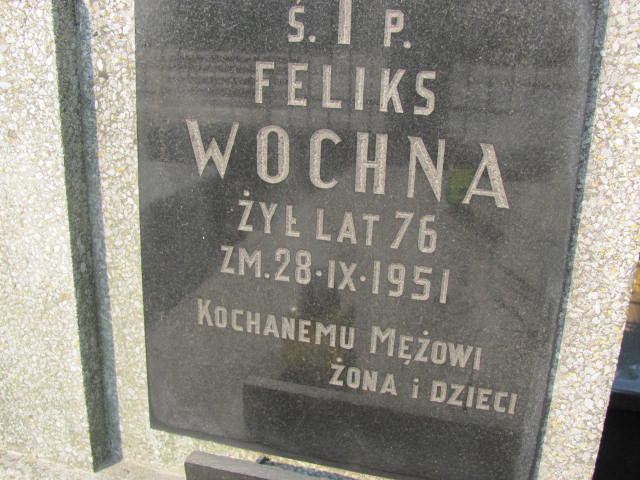 Ś. P.
FELIKS
WOCHNA
ŻYŁ LAT 76
ZM. 28·IX·1951
KOCHANEMU MĘŻOWI
ŻONA i DZIECI